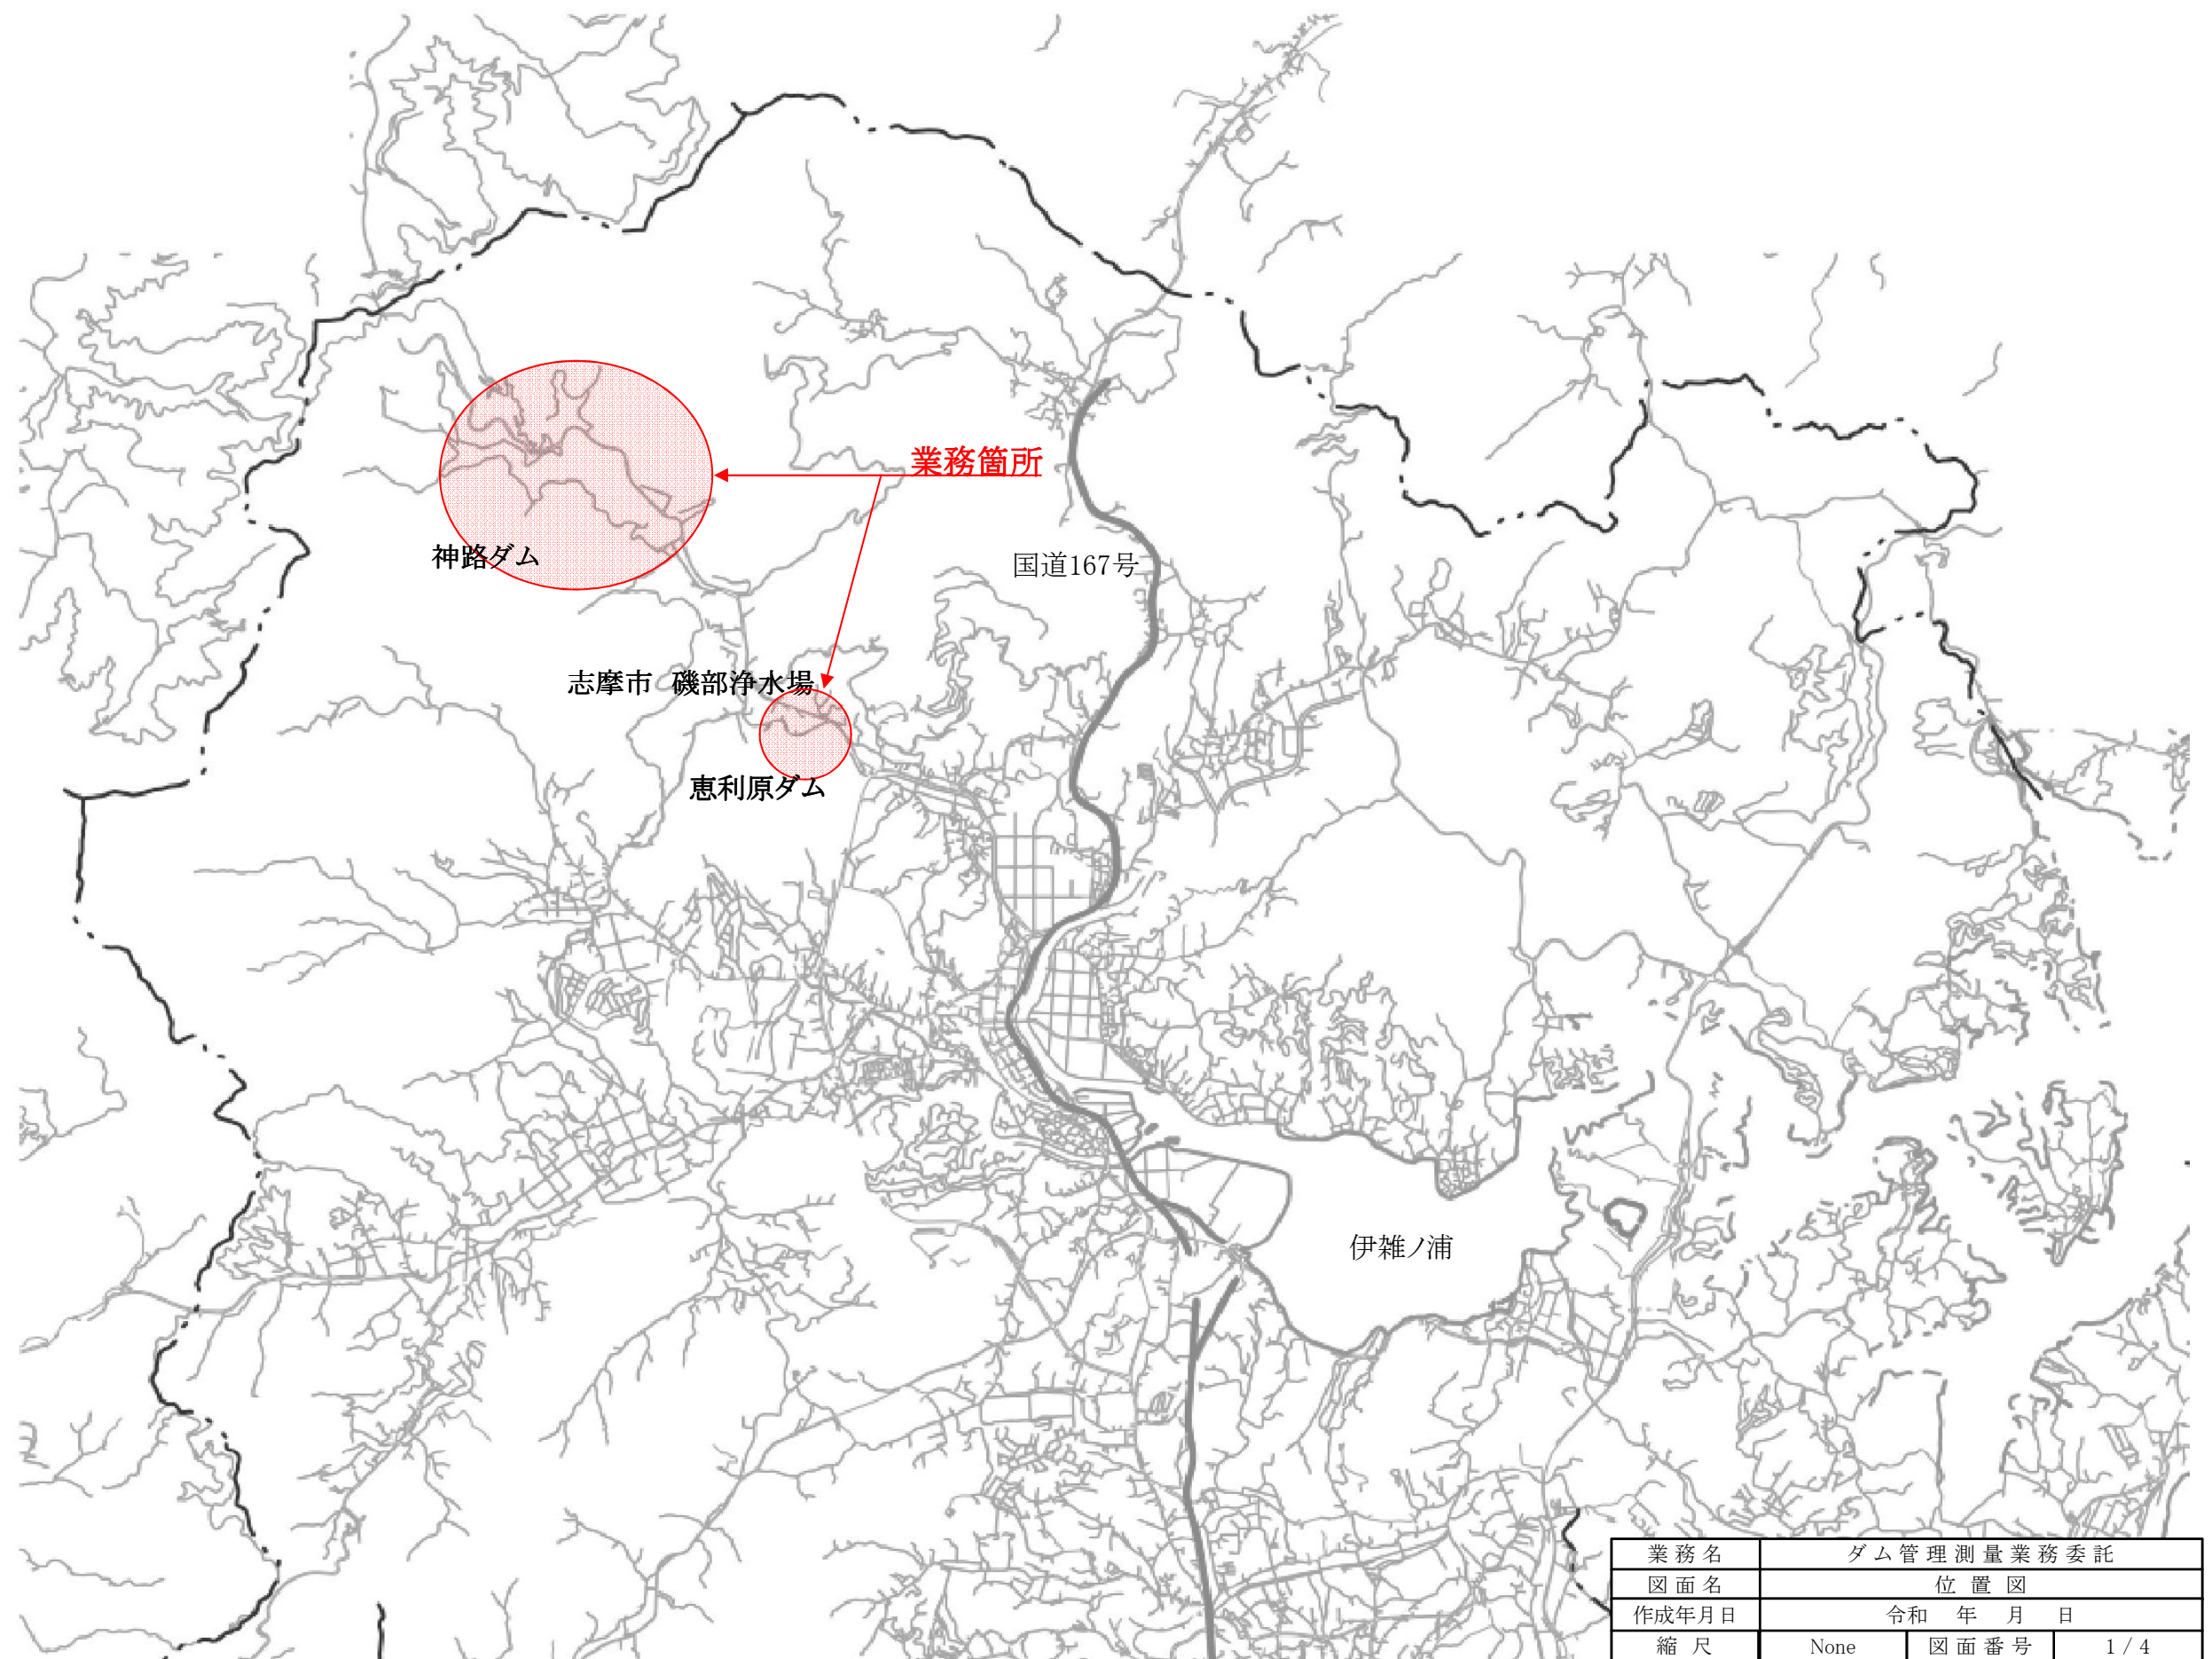 業務箇所
神路ダム
国道167号
志摩市 磯部浄水場
恵利原ダム
伊雑ノ浦
業務名 ダム管理測量業務委託
図面名 位置図
作成年月日 令和 年 月 日
縮尺 None 図面番号 1 / 4